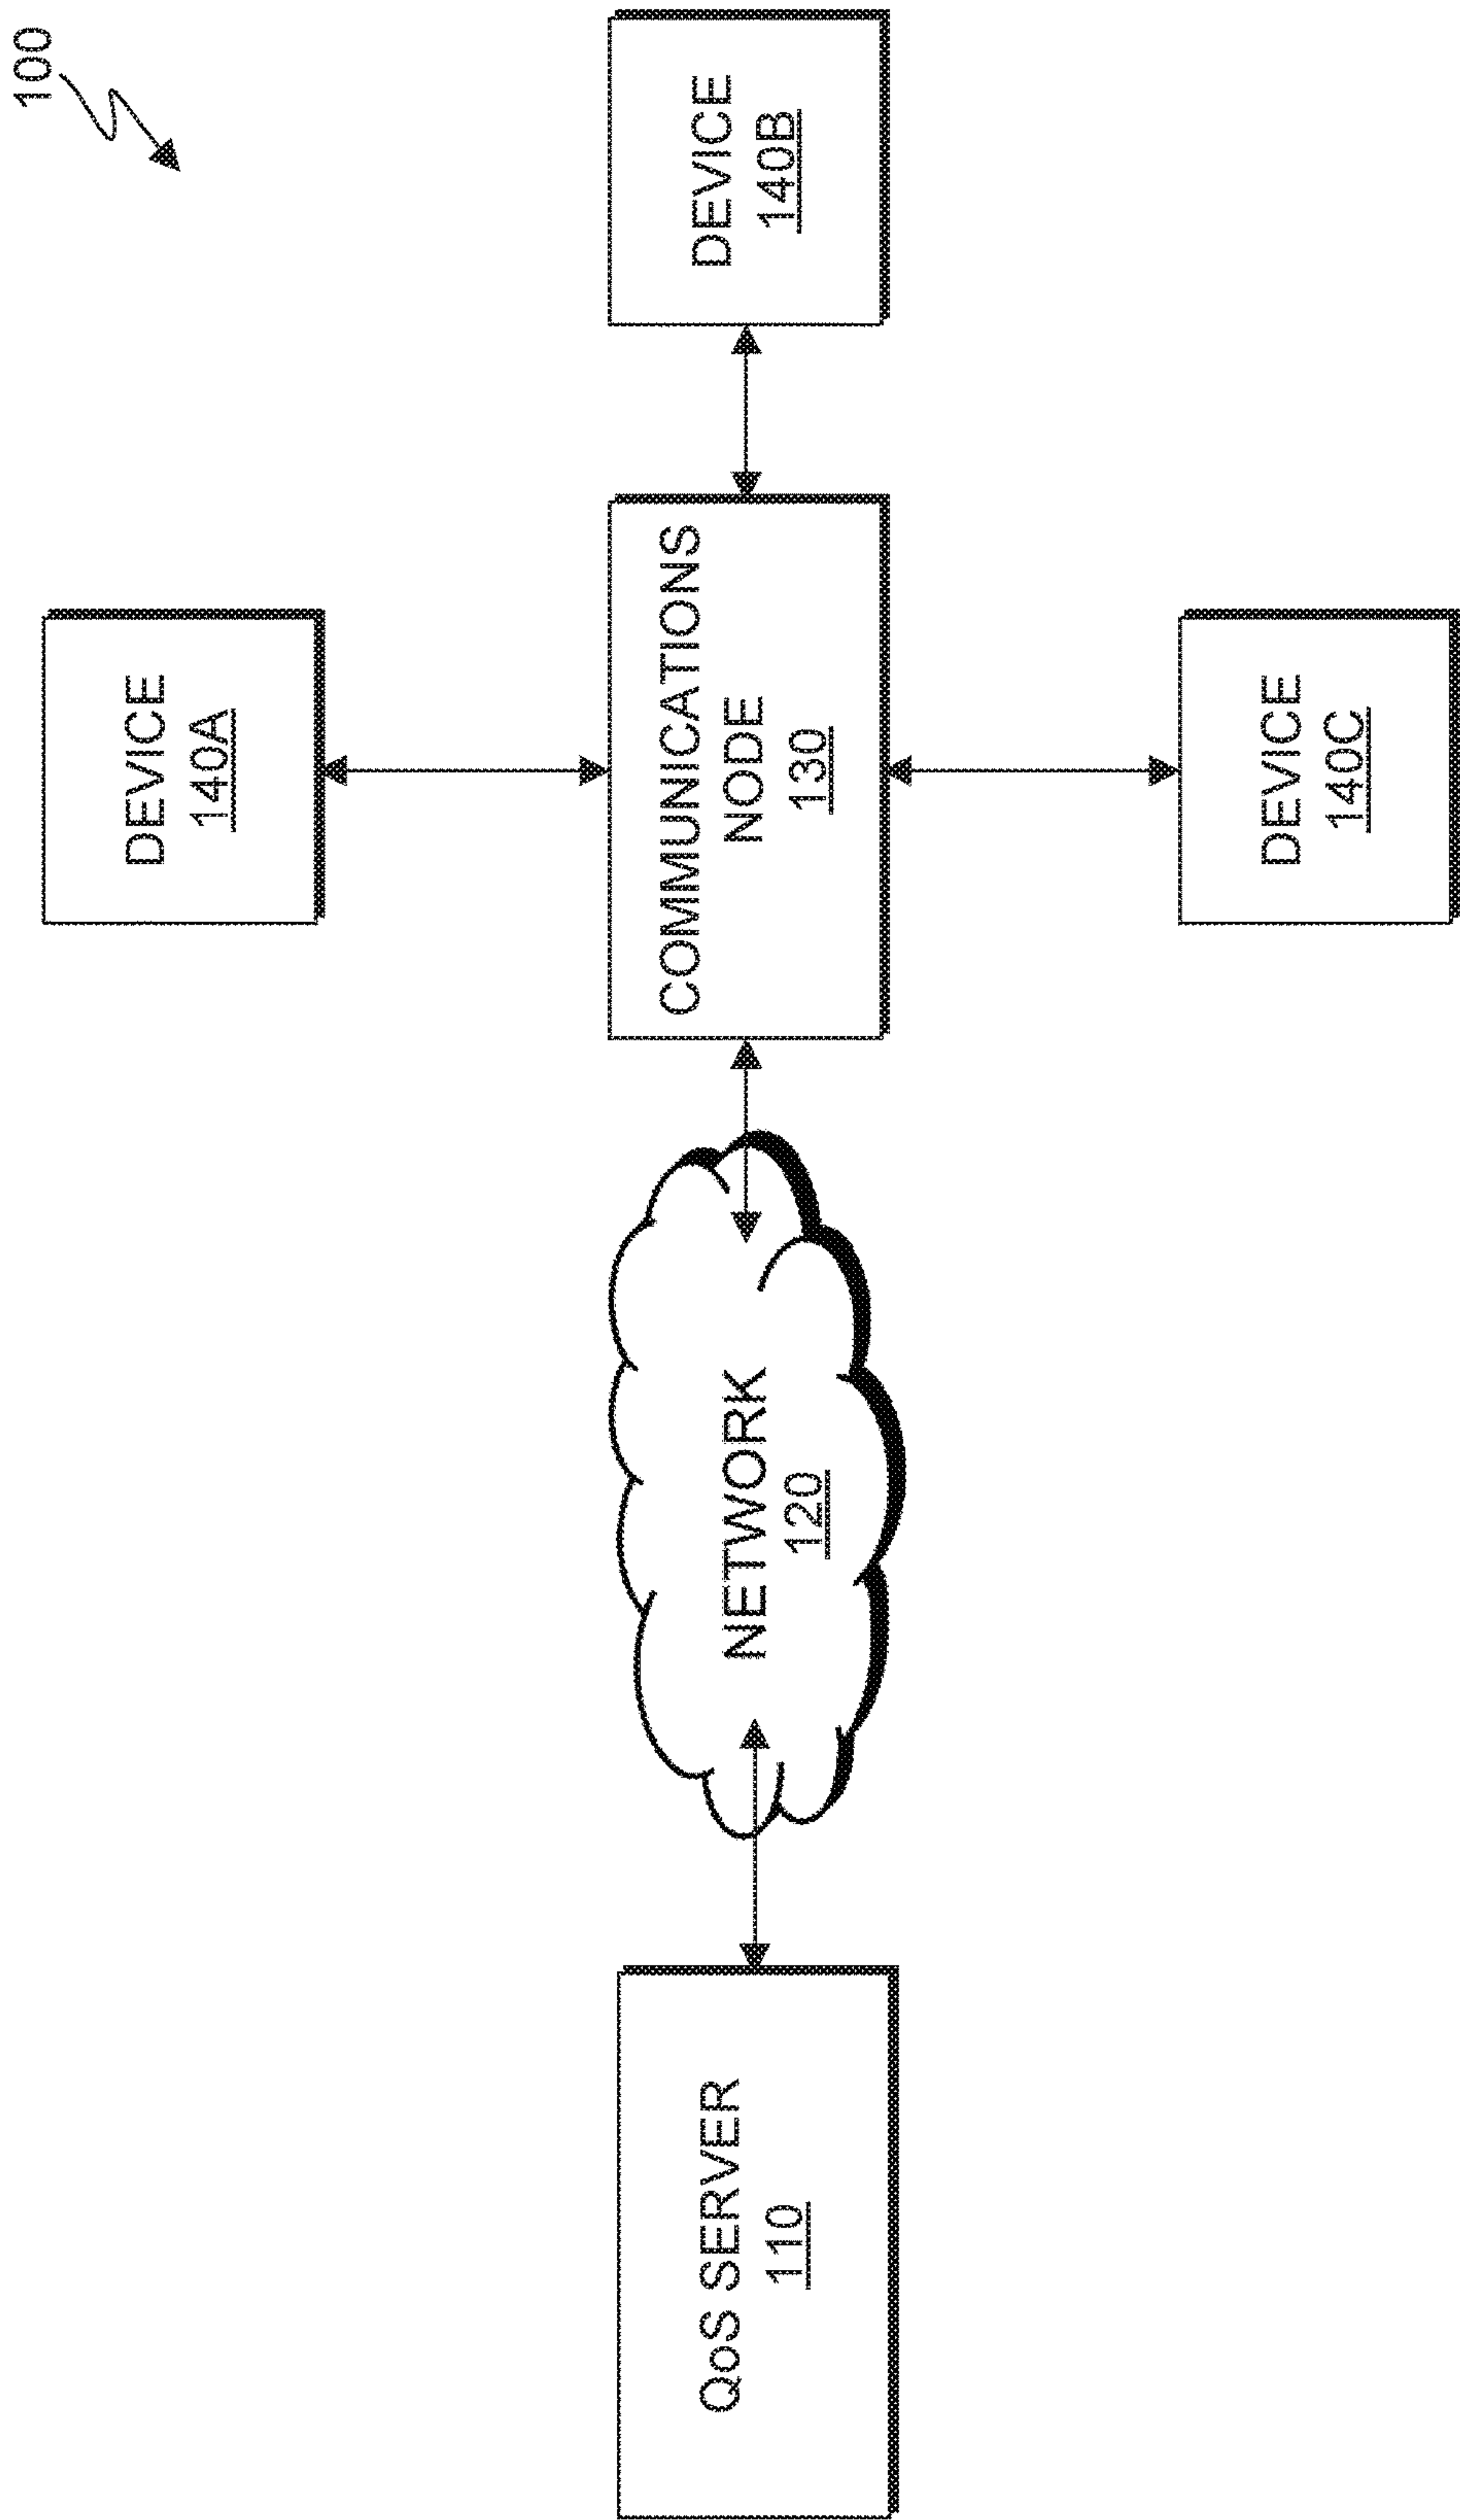 100
DEVICE
140A
QoS SERVER
110
NETWORK
120
COMMUNICATIONS
NODE
130
DEVICE
140B
DEVICE
140C